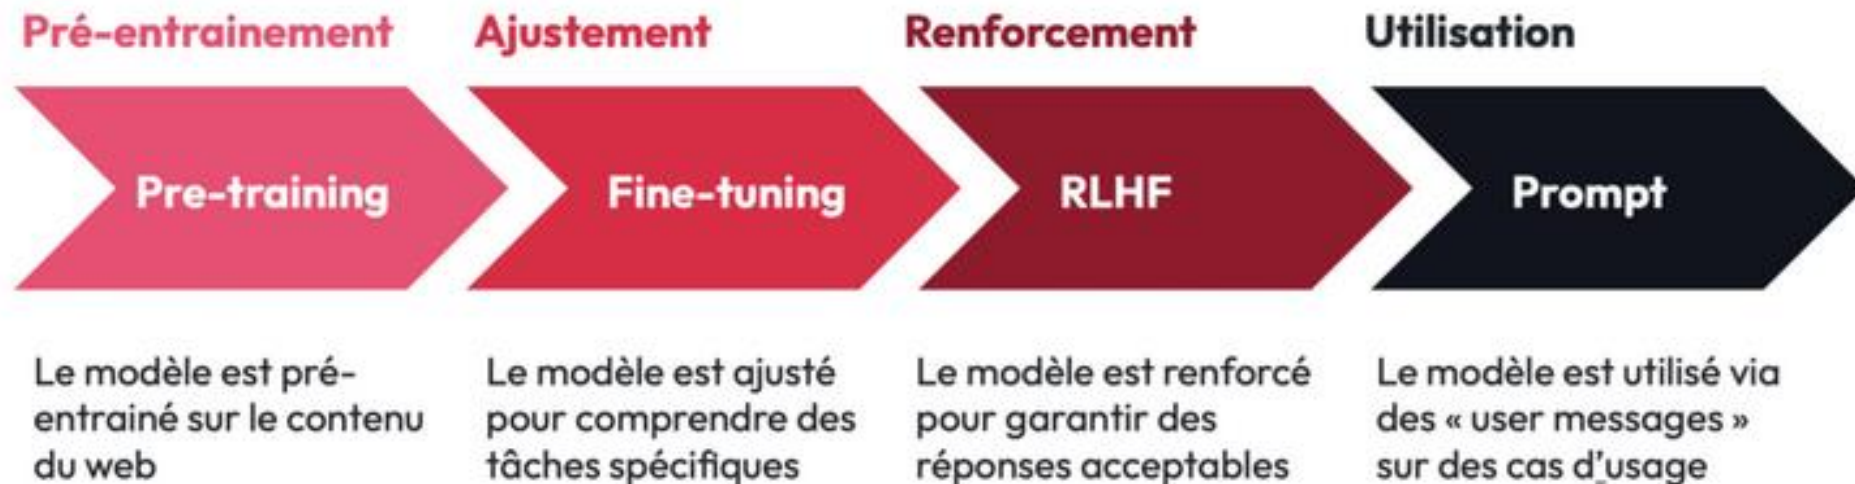 Pré-entrainement
Ajustement
Renforcement
Utilisation
Pre-training
Fine-tuning
RLHF
Prompt
Le modèle est pré-
entrainé sur le contenu
du web
Le modèle est ajusté
pour comprendre des
tâches spécifiques
Le modèle est renforcé
pour garantir des
réponses acceptables
Le modèle est utilisé via
des « user messages »
sur des cas d’usage